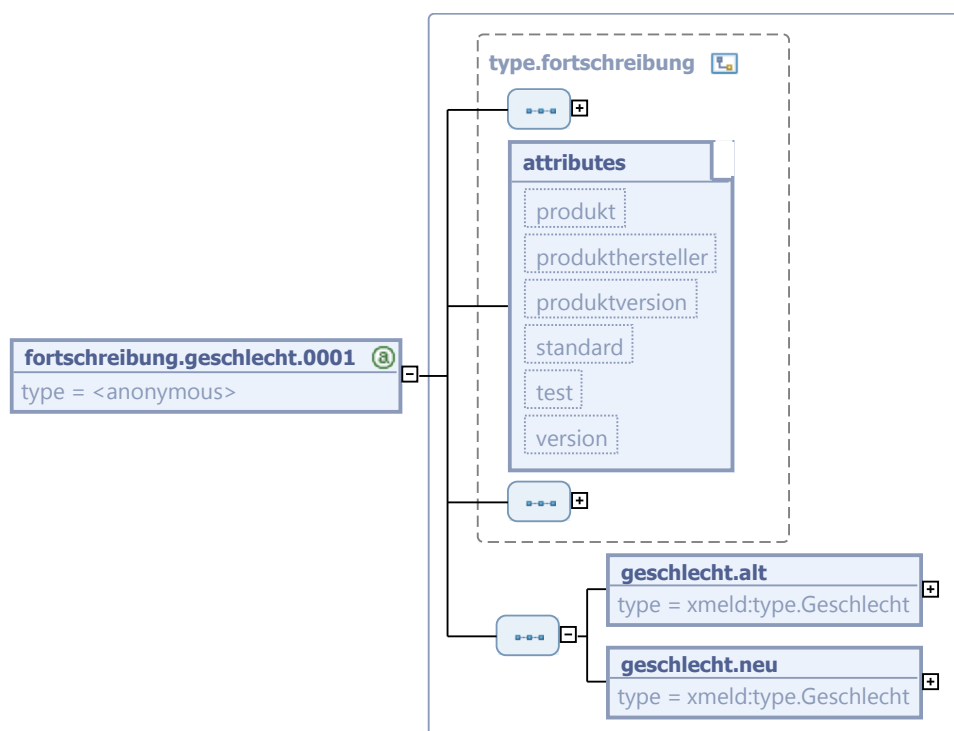 type.fortschreibung
attributes
produkt
produkthersteller
produktversion
standard
test
version
fortschreibung.geschlecht.0001
type = <anonymous>
geschlecht.alt
type = xmeld:type.Geschlecht
geschlecht.neu
type = xmeld:type.Geschlecht